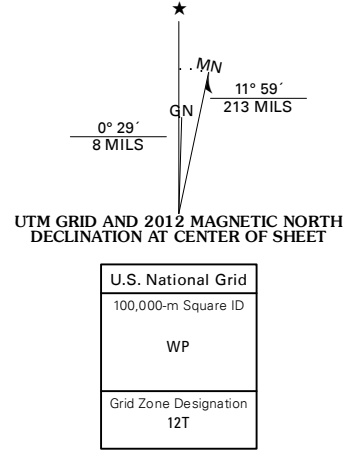 ★
MN
GN
11° 59´
213 MILS
0° 29´
8 MILS
UTM GRID AND 2012 MAGNETIC NORTH
DECLINATION AT CENTER OF SHEET
U.S. National Grid
100,000-m Square ID
WP
Grid Zone Designation
12T